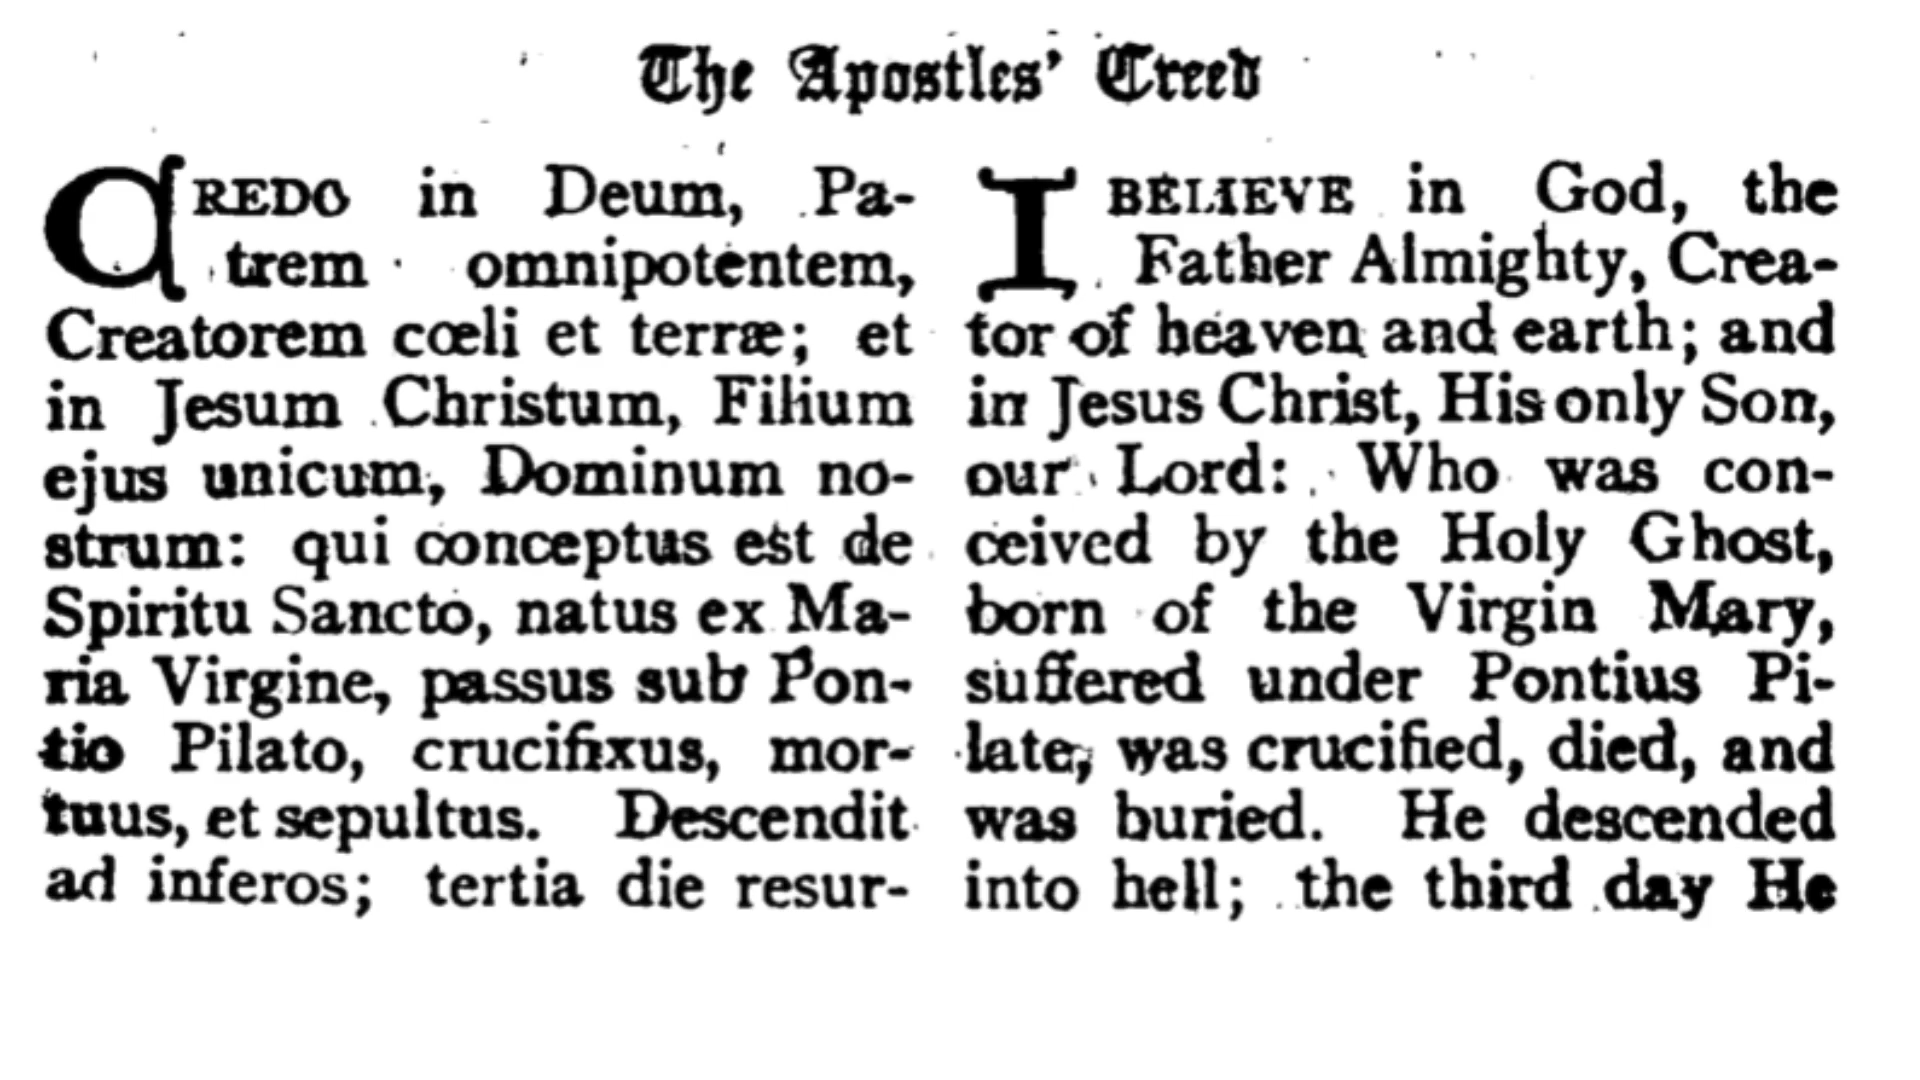 The Apostles' Creed
CREDO in Deum, Pa-
trem omnipotentem,
Creatorem cœli et terræ; et
in Jesum Christum, Filium
ejus unicum, Dominum no-
strum: qui conceptus est de
Spiritu Sancto, natus ex Ma-
ria Virgine, passus sub Pon-
tio Pilato, crucifixus, mor-
tuus, et sepultus. Descendit
ad inferos; tertia die resur-
I BELIEVE in God, the
Father Almighty, Crea-
tor of heaven and earth; and
in Jesus Christ, His only Son,
our Lord: Who was con-
ceived by the Holy Ghost,
born of the Virgin Mary,
suffered under Pontius Pi-
late, was crucified, died, and
was buried. He descended
into hell; the third day He